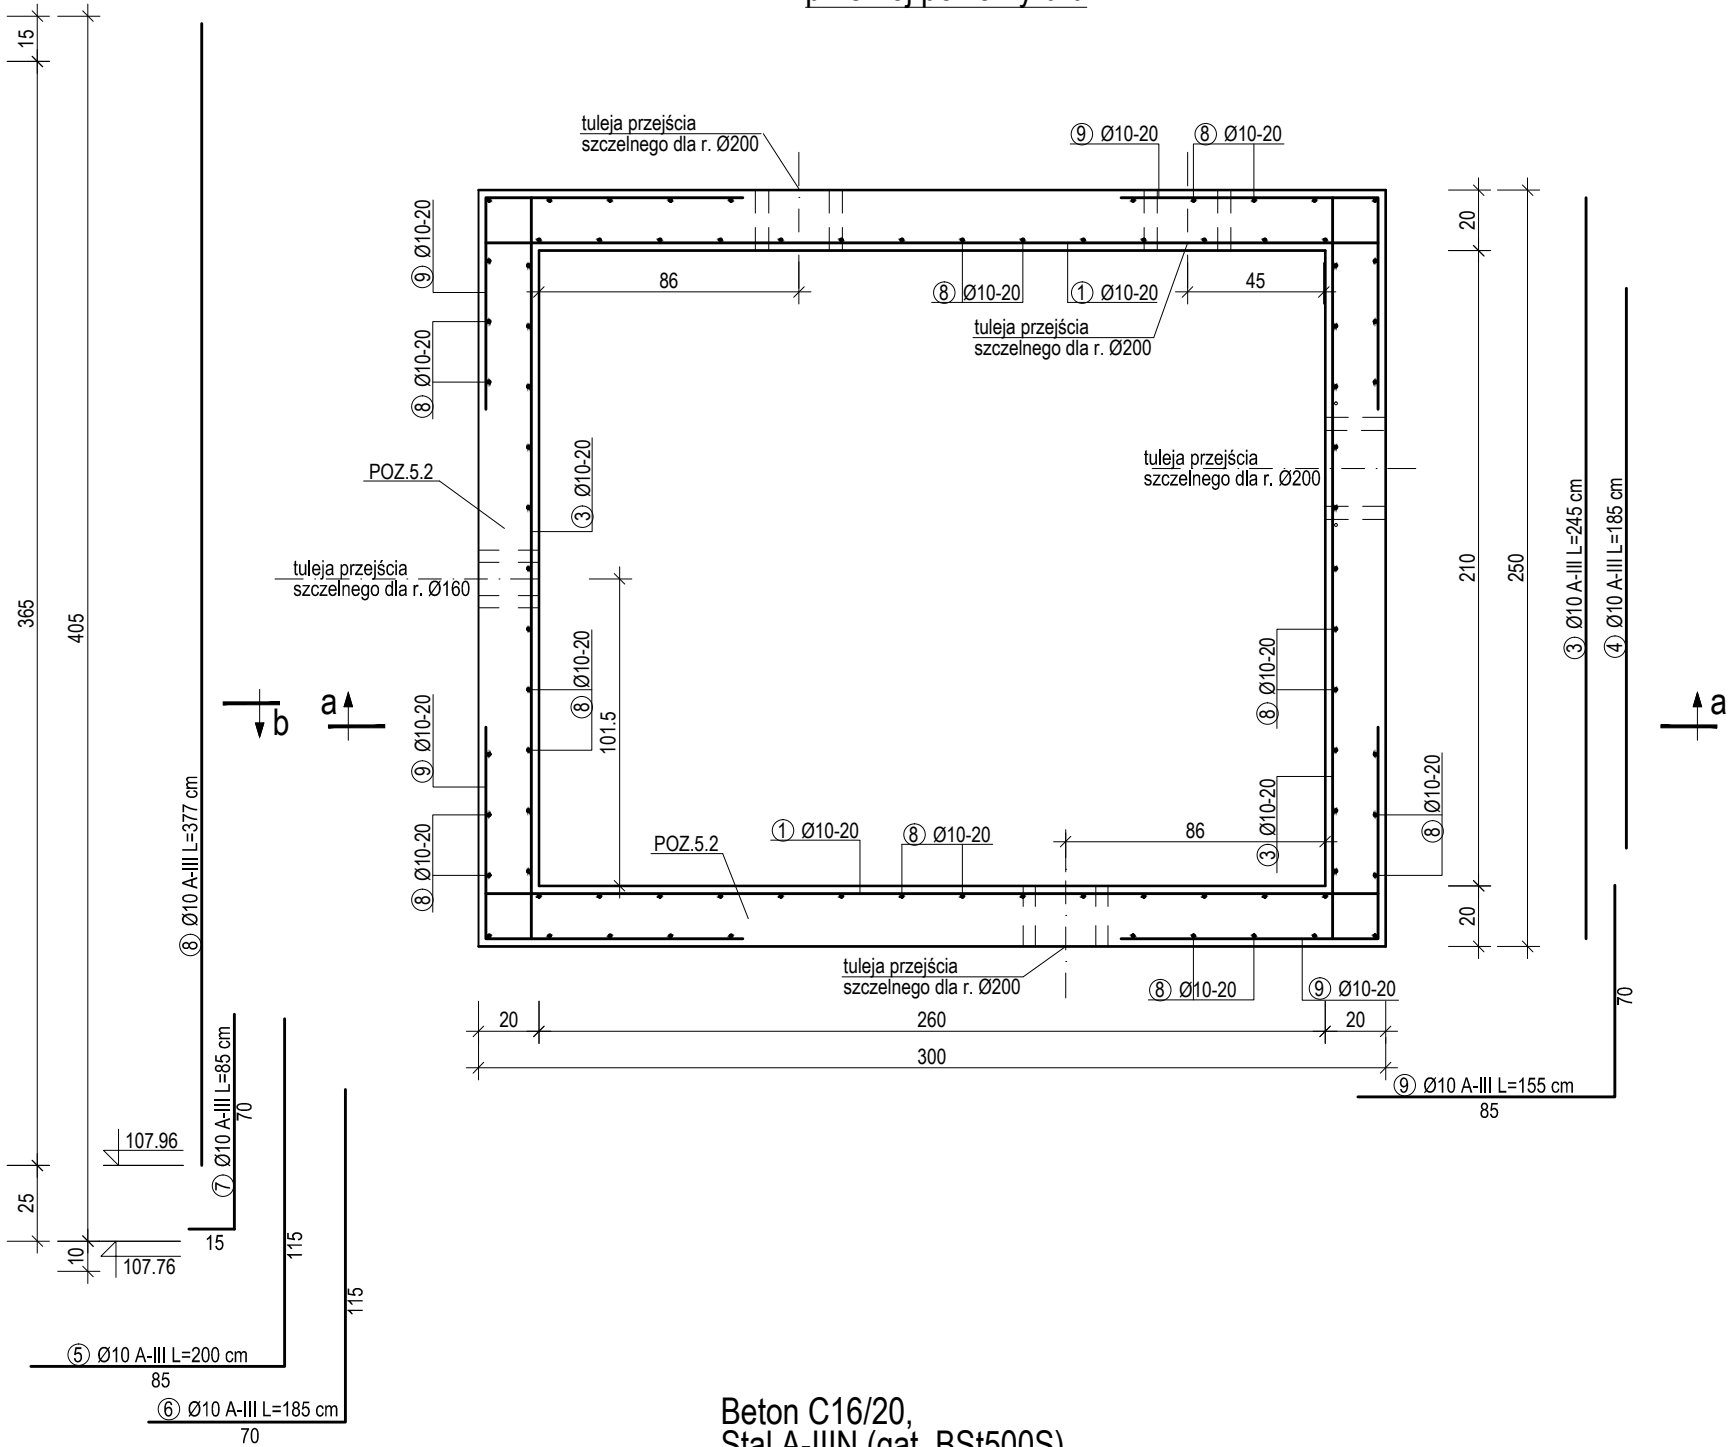 15
365
405
25
10
107.96
107.76
⑧ Ø10 A-III L=377 cm
⑦ Ø10 A-III L=85 cm
70
15
115
⑤ Ø10 A-III L=200 cm
85
115
⑥ Ø10 A-III L=185 cm
70
b
a
tuleja przejścia
szczelnego dla r. Ø200
⑨ Ø10-20
⑧ Ø10-20
⑨ Ø10-20
⑧ Ø10-20
86
⑧ Ø10-20
① Ø10-20
45
tuleja przejścia
szczelnego dla r. Ø200
POZ.5.2
③ Ø10-20
tuleja przejścia
szczelnego dla r. Ø200
tuleja przejścia
szczelnego dla r. Ø160
⑧ Ø10-20
101.5
⑧ Ø10-20
⑨ Ø10-20
⑧ Ø10-20
POZ.5.2
① Ø10-20
⑧ Ø10-20
86
③ Ø10-20
⑧ Ø10-20
tuleja przejścia
szczelnego dla r. Ø200
⑧ Ø10-20
⑨ Ø10-20
20
260
20
300
20
210
20
250
③ Ø10 A-III L=245 cm
④ Ø10 A-III L=185 cm
a
70
⑨ Ø10 A-III L=155 cm
85
Beton C16/20,
Stal A-IIIN (gat. BSt500S)